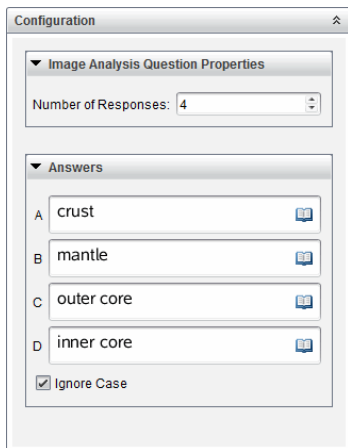 Configuration
Image Analysis Question Properties
Number of Responses: 4
Answers
A crust
B mantle
C outer core
D inner core
Ignore Case